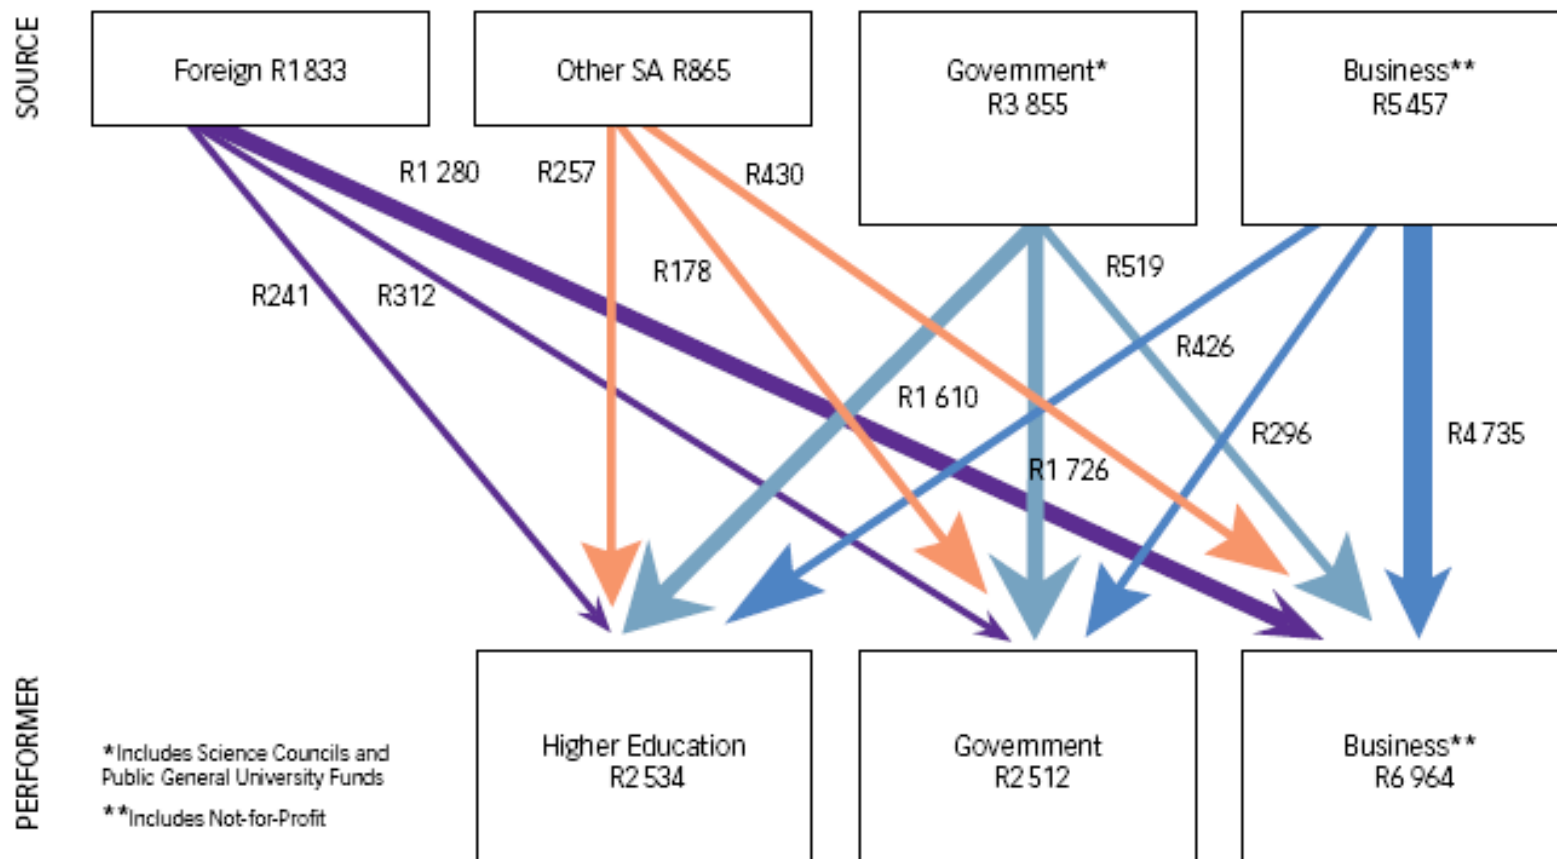 SOURCE
Foreign R1 833
Other SA R865
Government*
R3 855
Business**
R5 457
R1 280
R257
R430
R241
R312
R178
R519
R426
R1 610
R296
R4 735
R1 726
PERFORMER
Higher Education
R2 534
Government
R2 512
Business**
R6 964
*Includes Science Councils and
Public General University Funds
**Includes Not-for-Profit